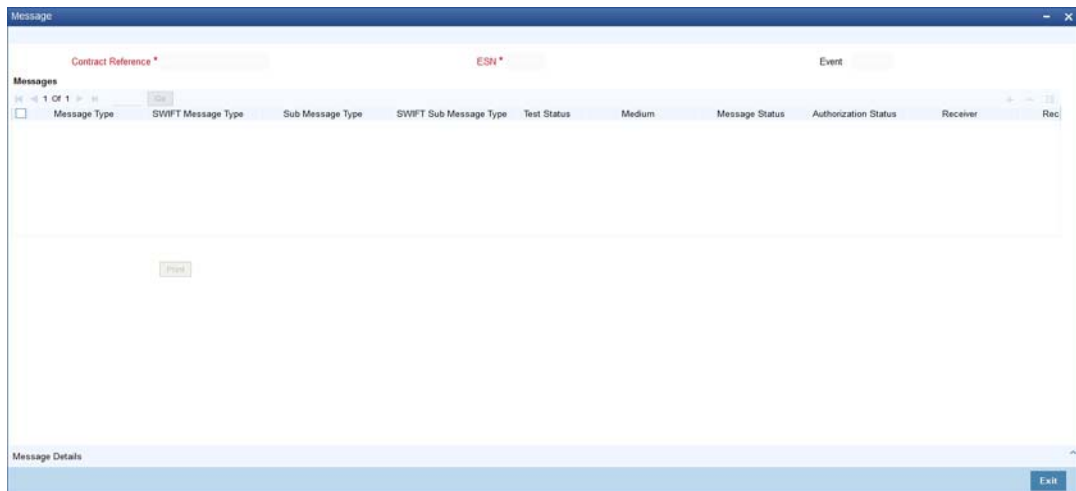 Message
Contract Reference * ESN * Event
Messages
1 Of 1 Go
Message Type SWIFT Message Type Sub Message Type SWIFT Sub Message Type Test Status Medium Message Status Authorization Status Receiver Rec
Print
Message Details
Exit